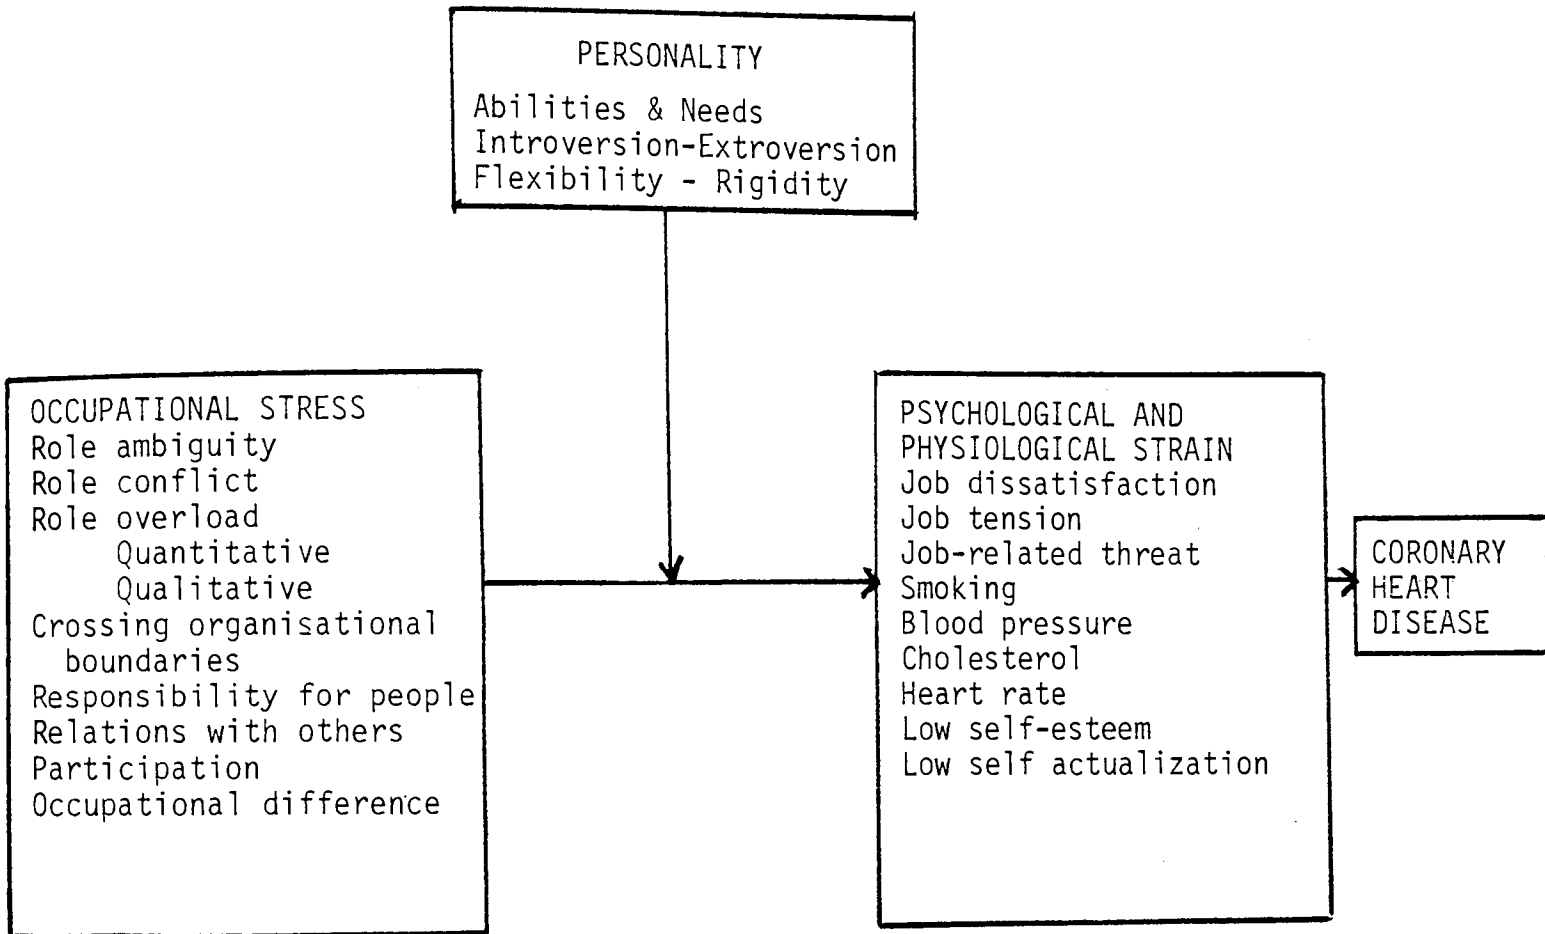 PERSONALITY
Abilities & Needs
Introversion-Extroversion
Flexibility - Rigidity
OCCUPATIONAL STRESS
Role ambiguity
Role conflict
Role overload
Quantitative
Qualitative
Crossing organisational
boundaries
Responsibility for people
Relations with others
Participation
Occupational difference
PSYCHOLOGICAL AND
PHYSIOLOGICAL STRAIN
Job dissatisfaction
Job tension
Job-related threat
Smoking
Blood pressure
Cholesterol
Heart rate
Low self-esteem
Low self actualization
CORONARY
HEART
DISEASE